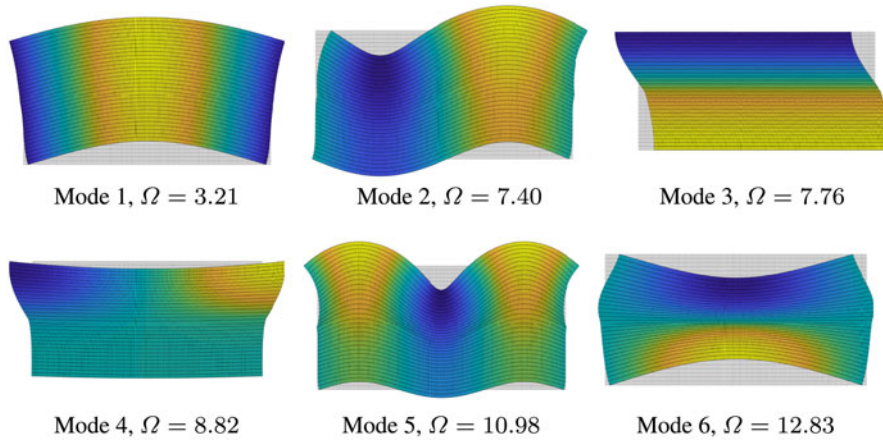 Mode 1, Ω = 3.21
Mode 2, Ω = 7.40
Mode 3, Ω = 7.76
Mode 4, Ω = 8.82
Mode 5, Ω = 10.98
Mode 6, Ω = 12.83